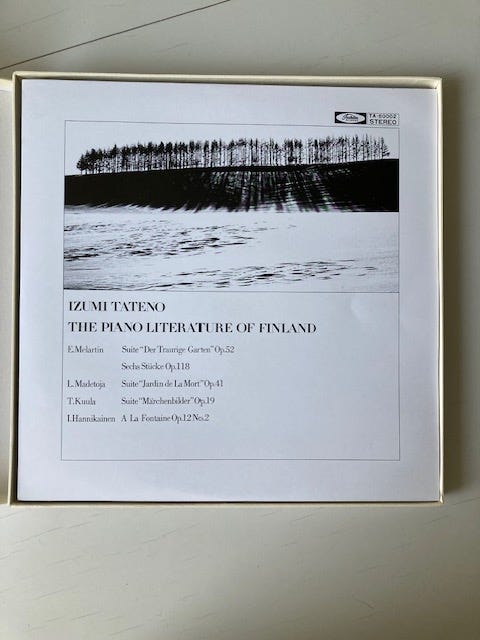 Toshiba
TA-60002
STEREO
IZUMI TATENO
THE PIANO LITERATURE OF FINLAND
E.Melartin Suite "Der Traurige Garten" Op.52
Sechs Stücke Op.118
L.Madetoja Suite "Jardin de La Mort" Op.41
T.Kuula Suite "Märchenbilder" Op.19
I.Hannikainen A La Fontaine Op.12 No.2